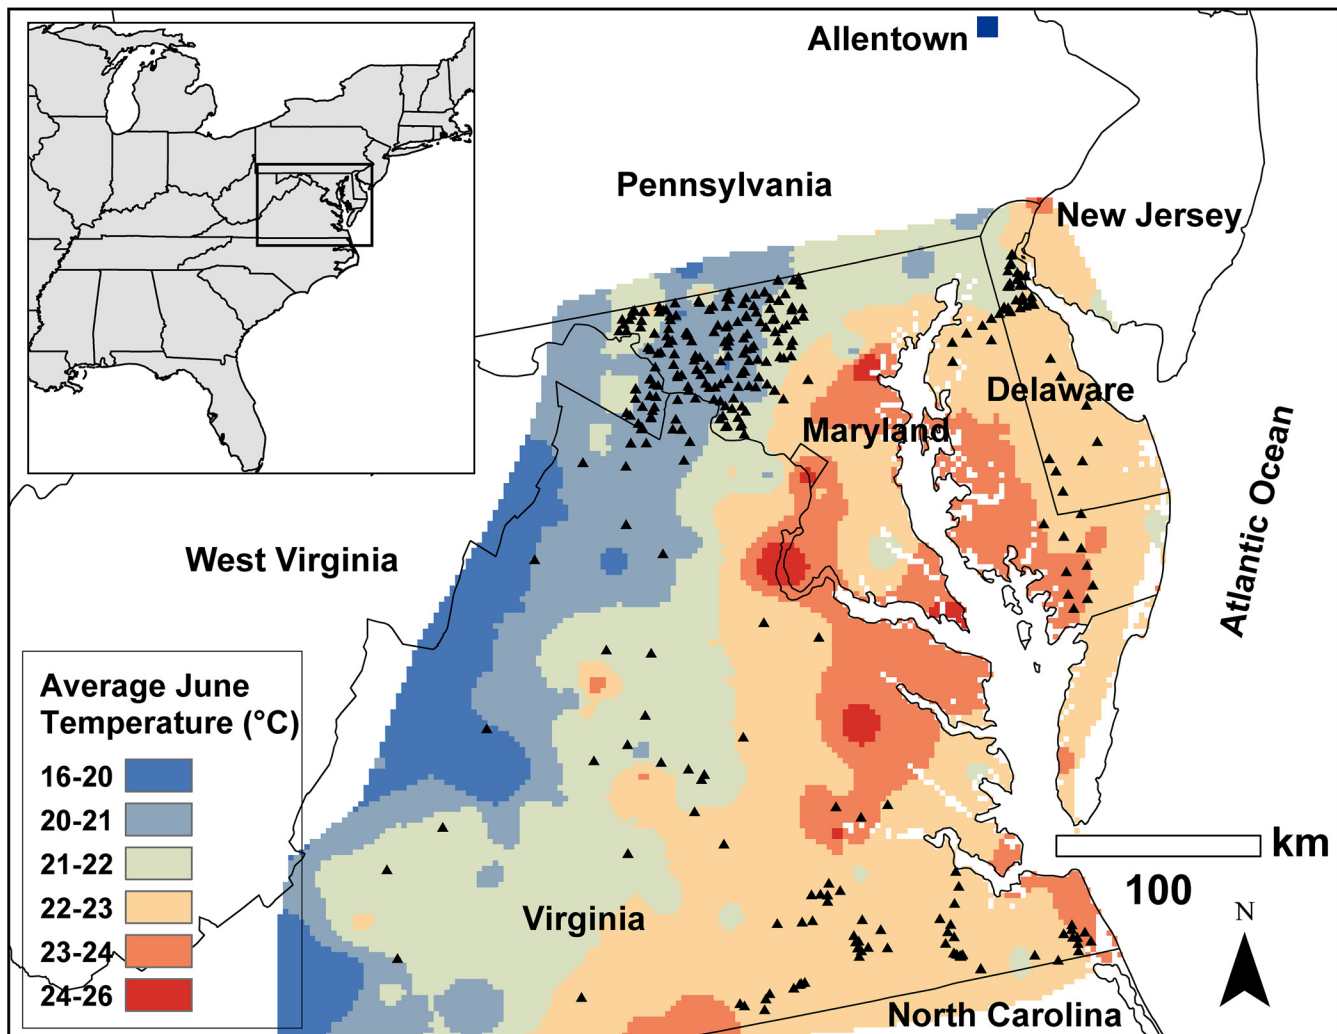 Allentown
Pennsylvania
New Jersey
Delaware
Maryland
Atlantic Ocean
West Virginia
Average June
Temperature (°C)
16-20
20-21
21-22
22-23
23-24
24-26
km
100
N
Virginia
North Carolina